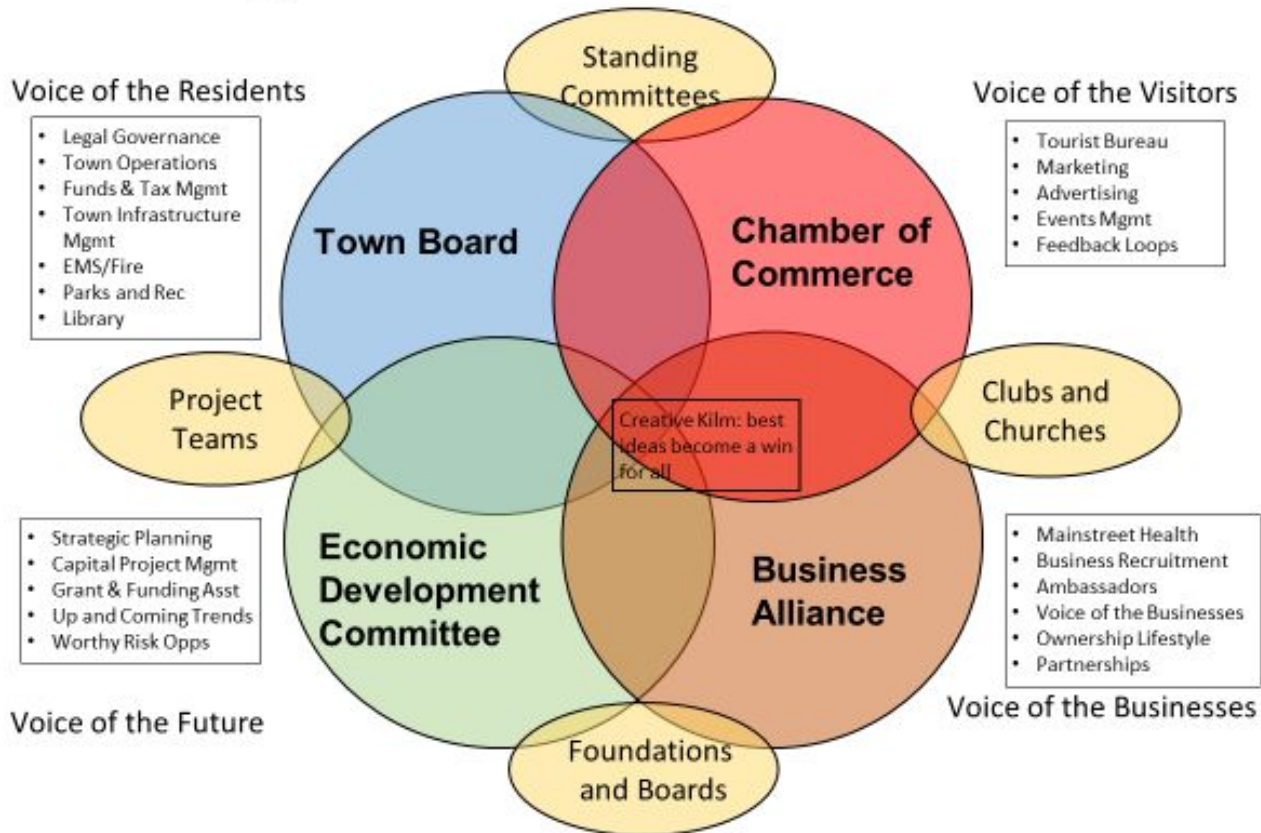 Standing
Committees
Voice of the Residents
• Legal Governance
• Town Operations
• Funds & Tax Mgmt
• Town Infrastructure
Mgmt
• EMS/Fire
• Parks and Rec
• Library
Voice of the Visitors
• Tourist Bureau
• Marketing
• Advertising
• Events Mgmt
• Feedback Loops
Town Board
Chamber of
Commerce
Project
Teams
Creative Kilm: best
ideas become a win
for all
Clubs and
Churches
• Strategic Planning
• Capital Project Mgmt
• Grant & Funding Asst
• Up and Coming Trends
• Worthy Risk Opps
Voice of the Future
Economic
Development
Committee
Business
Alliance
• Mainstreet Health
• Business Recruitment
• Ambassadors
• Voice of the Businesses
• Ownership Lifestyle
• Partnerships
Voice of the Businesses
Foundations
and Boards